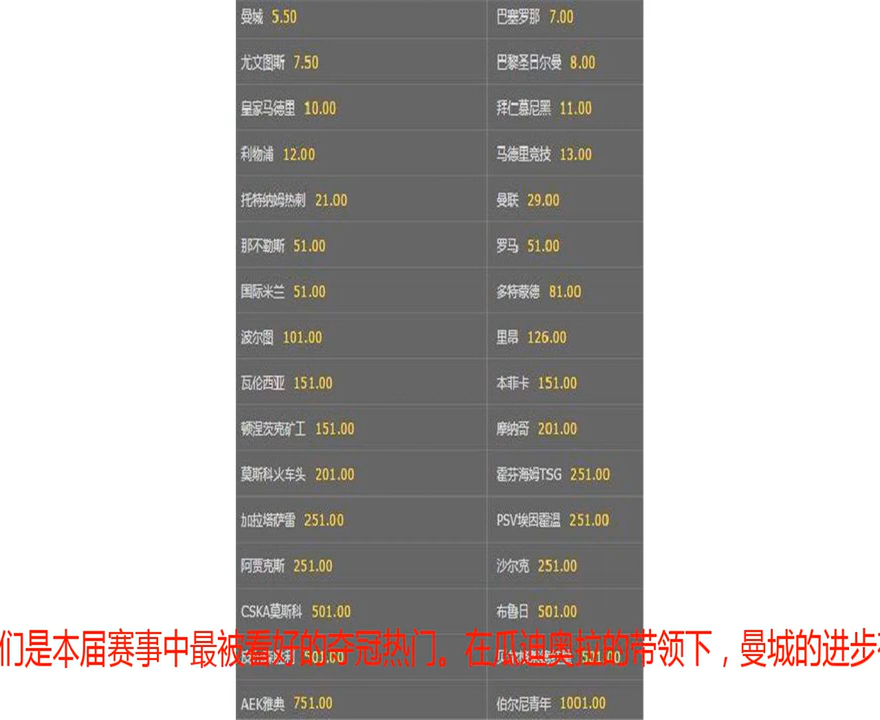 曼城 5.50 巴塞罗那 7.00
尤文图斯 7.50 巴黎圣日尔曼 8.00
皇家马德里 10.00 拜仁慕尼黑 11.00
利物浦 12.00 马德里竞技 13.00
托特纳姆热刺 21.00 曼联 29.00
那不勒斯 51.00 罗马 51.00
国际米兰 51.00 多特蒙德 81.00
波尔图 101.00 里昂 126.00
瓦伦西亚 151.00 本菲卡 151.00
顿涅茨克矿工 151.00 摩纳哥 201.00
莫斯科火车头 201.00 霍芬海姆TSG 251.00
加拉塔萨雷 251.00 PSV埃因霍温 251.00
阿贾克斯 251.00 沙尔克 251.00
CSKA莫斯科 501.00 布鲁日 501.00
们是本届赛事中最被看好的夺冠热门。在瓜迪奥拉的带领下，曼城的进步
501.00 501.00
AEK雅典 751.00 伯尔尼青年 1001.00